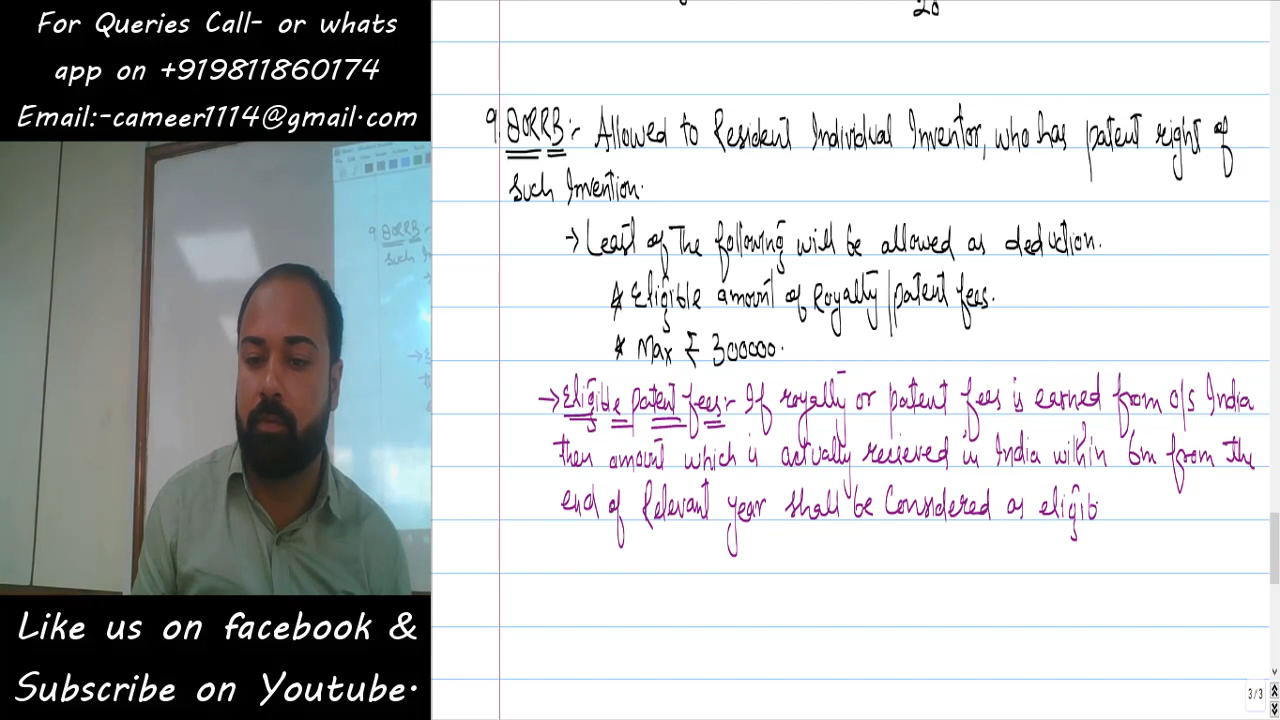 For Queries Call- or whats
app on +919811860174
Email:-cameer1114@gmail.com
20
9. 80RRB:- Allowed to Resident Individual Inventor, who has patent right of
such Invention.
→ Least of the following will be allowed as deduction.
* Eligible amount of Royalty/patent fees.
* Max ₹ 300000.
→ Eligible patent fees:- If royalty or patent fees is earned from o/s India
then amount which is actually recieved in India within 6m from the
end of Relevant year shall be Considered as eligib
Like us on facebook &
Subscribe on Youtube.
3/3